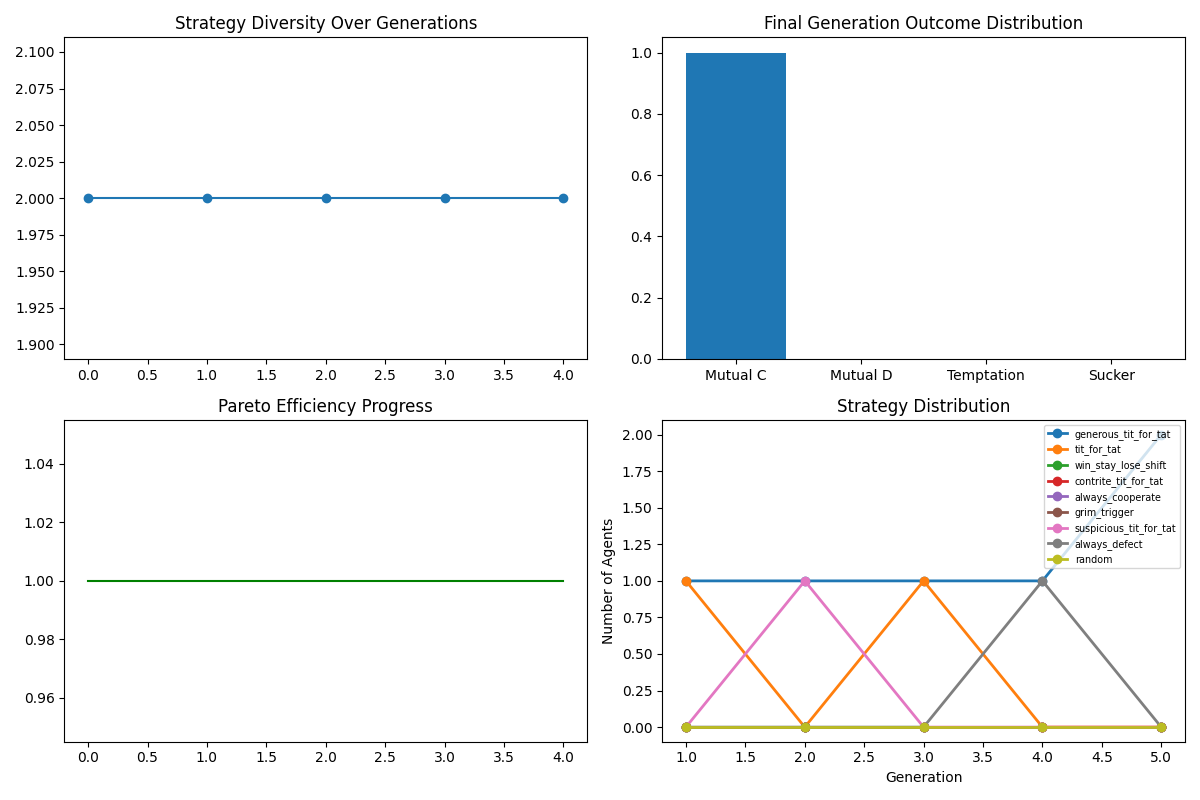 Strategy Diversity Over Generations
2.100
2.075
2.050
2.025
2.000
1.975
1.950
1.925
1.900
0.0 0.5 1.0 1.5 2.0 2.5 3.0 3.5 4.0
Final Generation Outcome Distribution
1.0
0.8
0.6
0.4
0.2
0.0
Mutual C Mutual D Temptation Sucker
Pareto Efficiency Progress
1.04
1.02
1.00
0.98
0.96
0.0 0.5 1.0 1.5 2.0 2.5 3.0 3.5 4.0
Strategy Distribution
Number of Agents
2.00
1.75
1.50
1.25
1.00
0.75
0.50
0.25
0.00
generous_tit_for_tat
tit_for_tat
win_stay_lose_shift
contrite_tit_for_tat
always_cooperate
grim_trigger
suspicious_tit_for_tat
always_defect
random
1.0 1.5 2.0 2.5 3.0 3.5 4.0 4.5 5.0
Generation